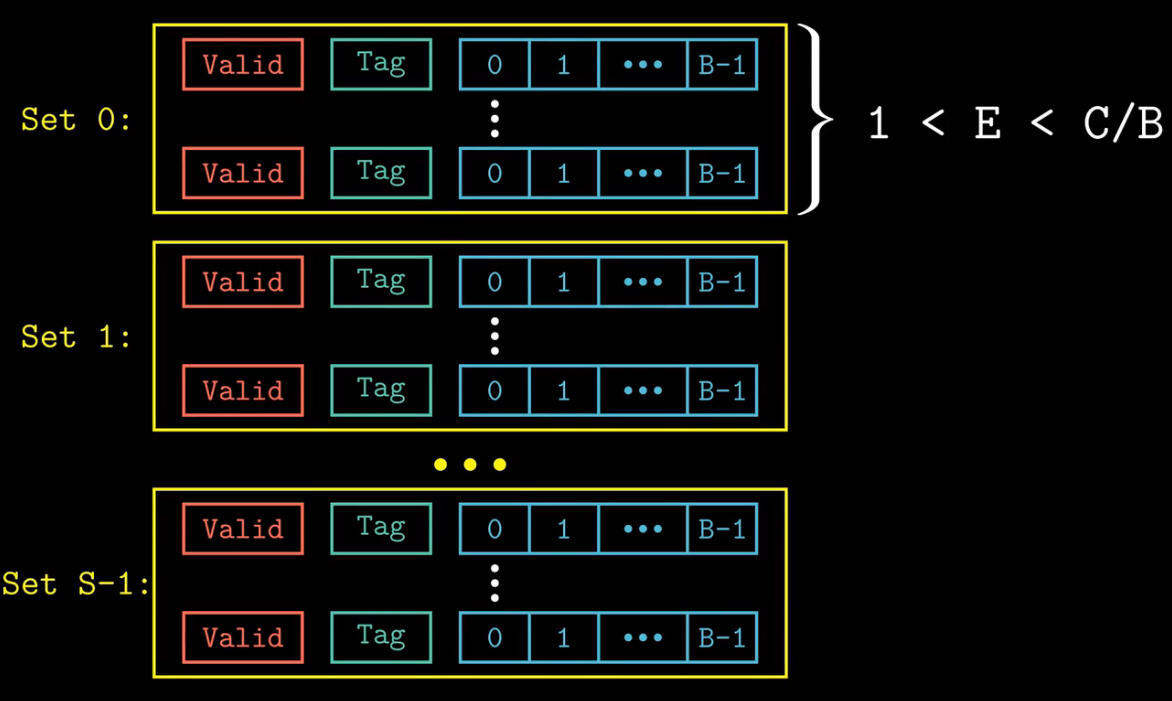 Valid Tag 0 1 ••• B-1
Set 0: 1 < E < C/B
Valid Tag 0 1 ••• B-1
Valid Tag 0 1 ••• B-1
Set 1:
Valid Tag 0 1 ••• B-1
•••
Valid Tag 0 1 ••• B-1
Set S-1:
Valid Tag 0 1 ••• B-1